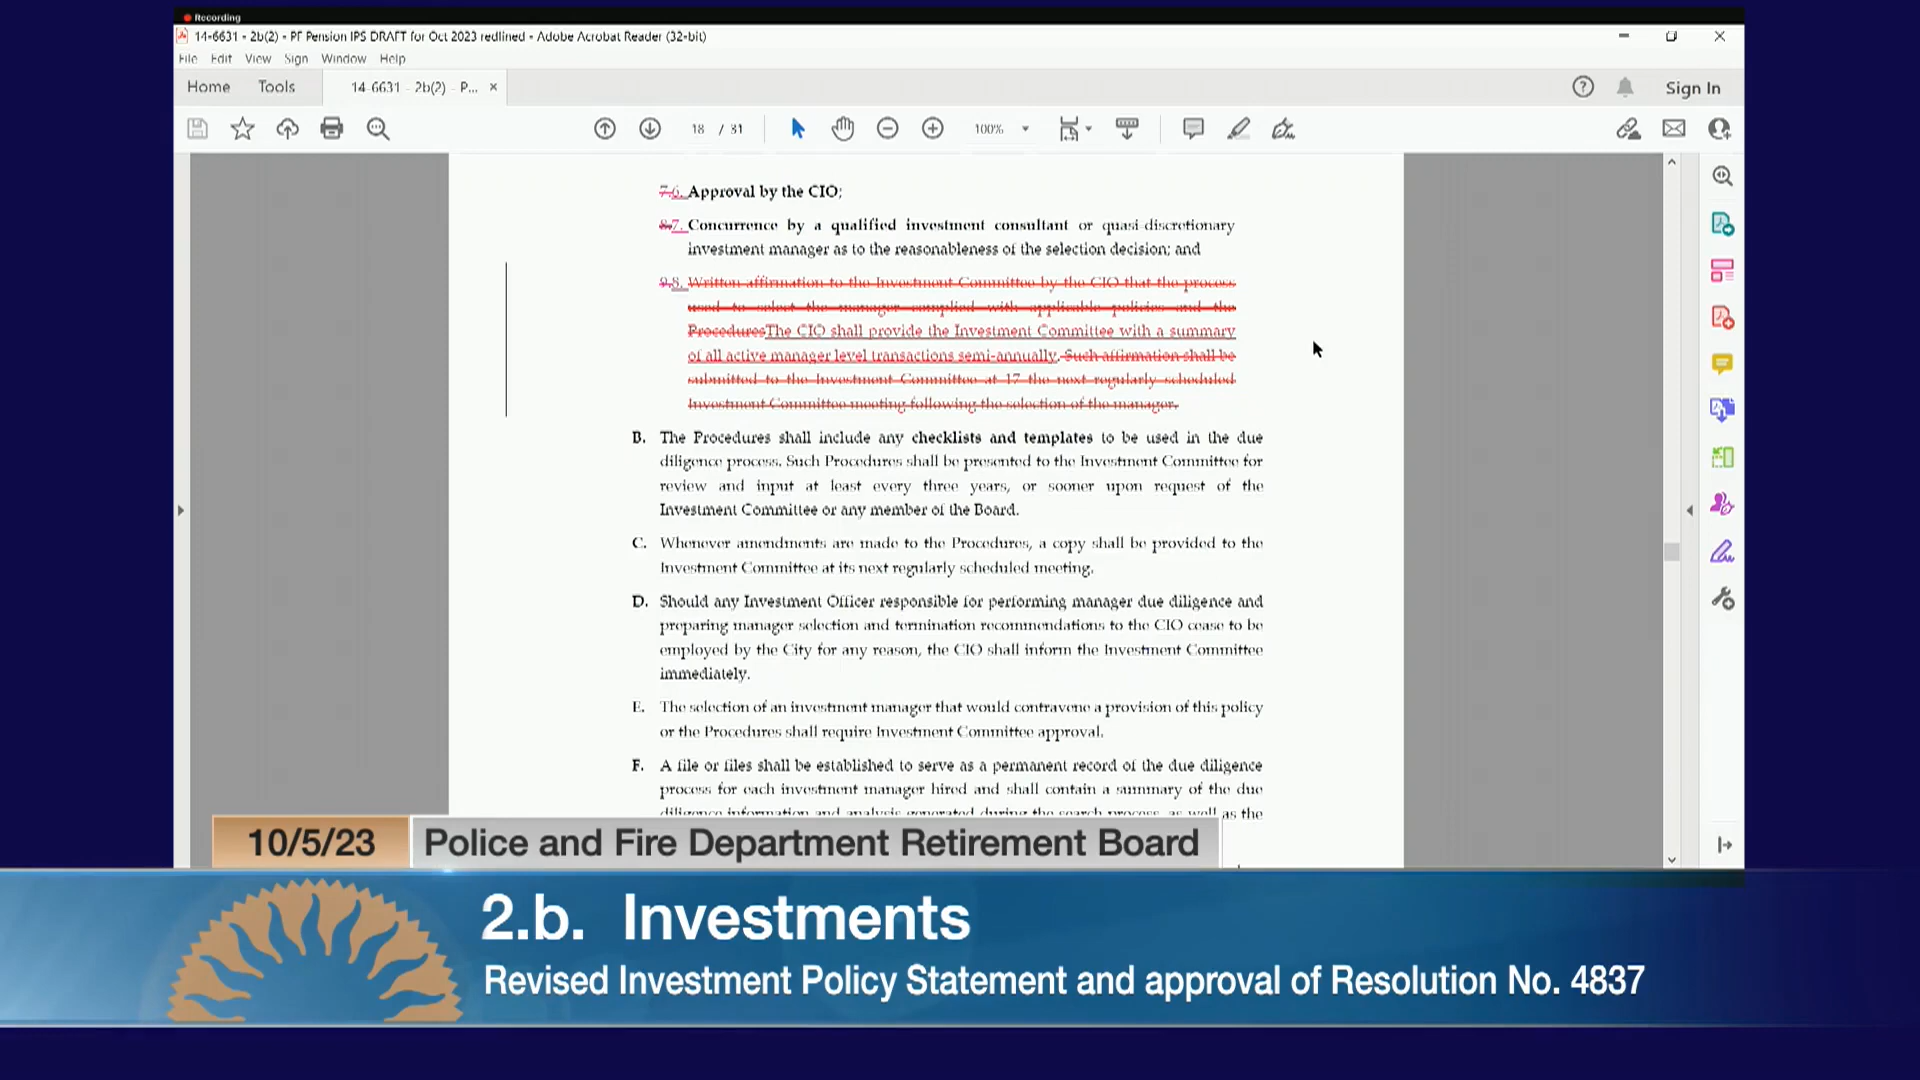 Recording
14-6631 - 2b(2) - PF Pension IPS DRAFT for Oct 2023 redlined - Adobe Acrobat Reader (32-bit)
File Edit View Sign Window Help
Home Tools 14-6631 - 2b(2) - P... × Sign In
18 / 31 100%
7.6. Approval by the CIO;
8.7. Concurrence by a qualified investment consultant or quasi-discretionary
investment manager as to the reasonableness of the selection decision; and
9.8. Written affirmation to the Investment Committee by the CIO that the process
used to select the manager complied with applicable policies and the
ProceduresThe CIO shall provide the Investment Committee with a summary
of all active manager level transactions semi-annually. Such affirmation shall be
submitted to the Investment Committee at 17 the next regularly scheduled
Investment Committee meeting following the selection of the manager.
B. The Procedures shall include any checklists and templates to be used in the due
diligence process. Such Procedures shall be presented to the Investment Committee for
review and input at least every three years, or sooner upon request of the
Investment Committee or any member of the Board.
C. Whenever amendments are made to the Procedures, a copy shall be provided to the
Investment Committee at its next regularly scheduled meeting.
D. Should any Investment Officer responsible for performing manager due diligence and
preparing manager selection and termination recommendations to the CIO cease to be
employed by the City for any reason, the CIO shall inform the Investment Committee
immediately.
E. The selection of an investment manager that would contravene a provision of this policy
or the Procedures shall require Investment Committee approval.
F. A file or files shall be established to serve as a permanent record of the due diligence
process for each investment manager hired and shall contain a summary of the due
diligence information and analysis generated during the search process, as well as the
10/5/23 Police and Fire Department Retirement Board
2.b. Investments
Revised Investment Policy Statement and approval of Resolution No. 4837